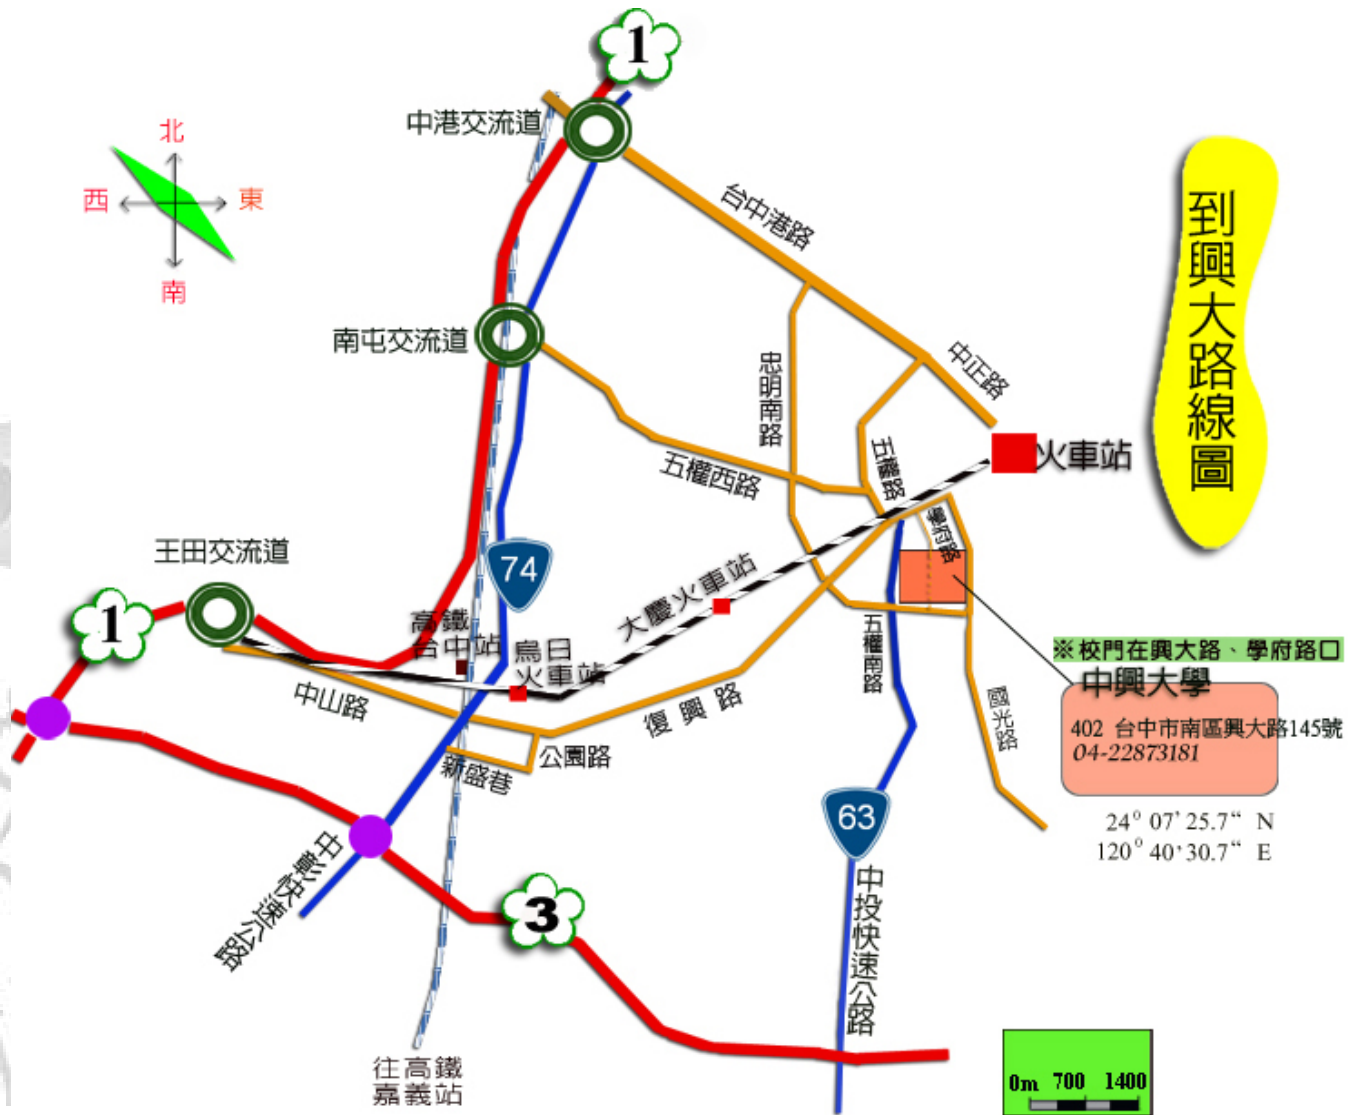 1
中港交流道
北
西
東
南
台中港路
到興大路線圖
南屯交流道
忠明南路
中正路
五權西路
五權路
火車站
學府路
王田交流道
74
大慶火車站
1
高鐵
台中站
烏日
火車站
五權南路
※校門在興大路、學府路口
中興大學
402 台中市南區興大路145號
04-22873181
中山路
復興路
國光路
公園路
新盛巷
24° 07' 25.7“ N
120° 40' 30.7“ E
63
中彰快速公路
3
中投快速公路
往高鐵
嘉義站
0m 700 1400